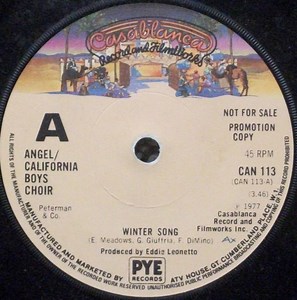 Casablanca
Record and FilmWorks
A
NOT FOR SALE
PROMOTION
COPY
ANGEL/
CALIFORNIA
BOYS
CHOIR
45 RPM
CAN 113
(CAN 113-A)
(3.46)
Peterman
& Co.
℗ 1977
Casablanca
Record and
Filmworks Inc.
WINTER SONG
(E. Meadows, G. Giuffria, F. DiMino)
Produced by Eddie Leonetti
MANUFACTURED AND MARKETED BY
PYE
RECORDS
ATV HOUSE, GT. CUMBERLAND PLACE, W.1.
ALL RIGHTS OF THE MANUFACTURER AND OF THE OWNER OF THE RECORDED WORK RESERVED
UNAUTHORISED PUBLIC PERFORMANCE BROADCASTING AND COPYING OF THIS RECORD PROHIBITED